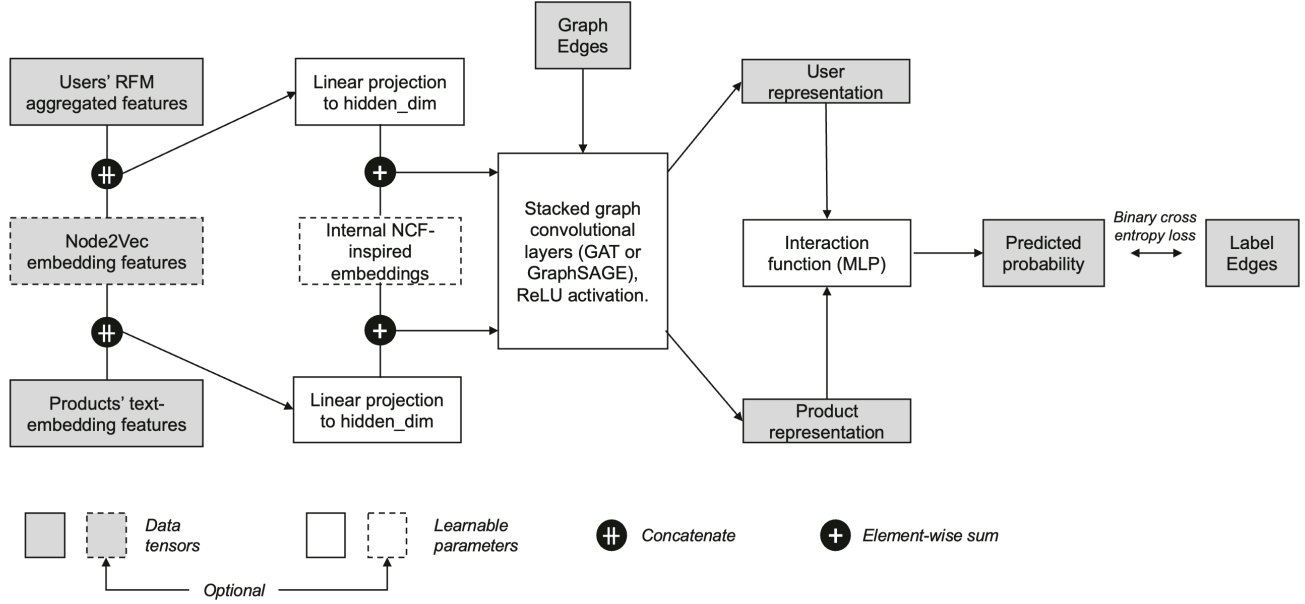 Graph
Edges
Users' RFM
aggregated features
Linear projection
to hidden_dim
User
representation
Node2Vec
embedding features
Internal NCF-
inspired
embeddings
Stacked graph
convolutional
layers (GAT or
GraphSAGE),
ReLU activation.
Interaction
function (MLP)
Predicted
probability
Binary cross
entropy loss
Label
Edges
Products' text-
embedding features
Linear projection
to hidden_dim
Product
representation
Data
tensors
Learnable
parameters
Concatenate
Element-wise sum
Optional